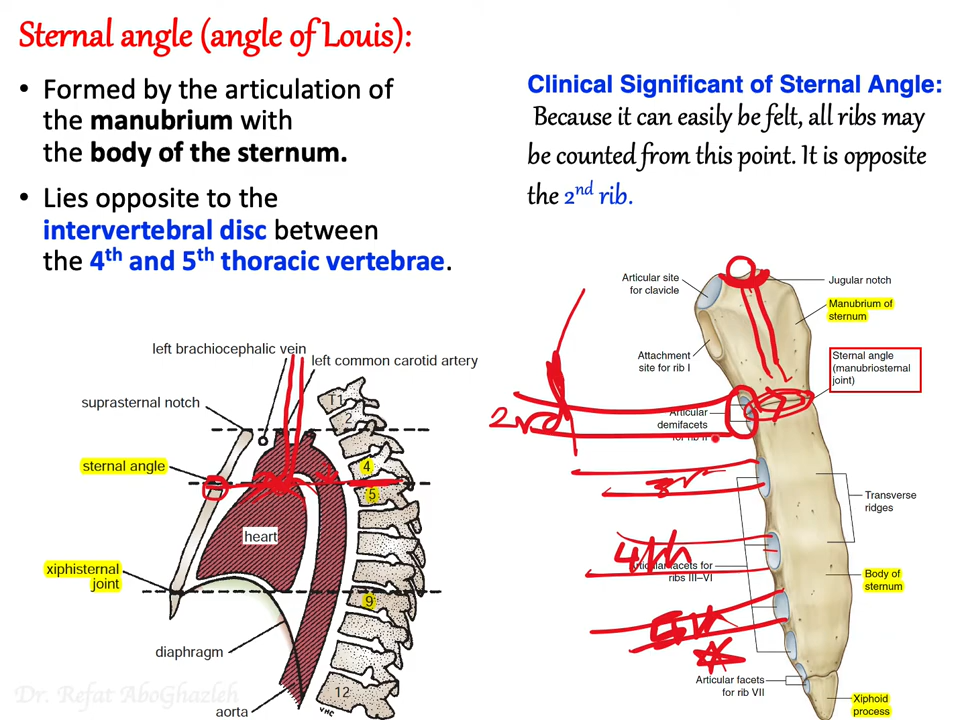 Sternal angle (angle of Louis):
• Formed by the articulation of
the manubrium with
the body of the sternum.
• Lies opposite to the
intervertebral disc between
the 4th and 5th thoracic vertebrae.
Clinical Significant of Sternal Angle:
Because it can easily be felt, all ribs may
be counted from this point. It is opposite
the 2nd rib.
left brachiocephalic vein
left common carotid artery
suprasternal notch
T1
2
sternal angle
4
5
heart
xiphisternal
joint
9
diaphragm
12
VHC
aorta
Dr. Refat AboGhazleh
Articular site
for clavicle
Jugular notch
Manubrium of
sternum
Attachment
site for rib I
Sternal angle
(manubriosternal
joint)
2nd
Articular
demifacets
for rib II
3r
Transverse
ridges
4th
Articular facets for
ribs III–VI
Body of
sternum
5th
Articular facets
for rib VII
Xiphoid
process